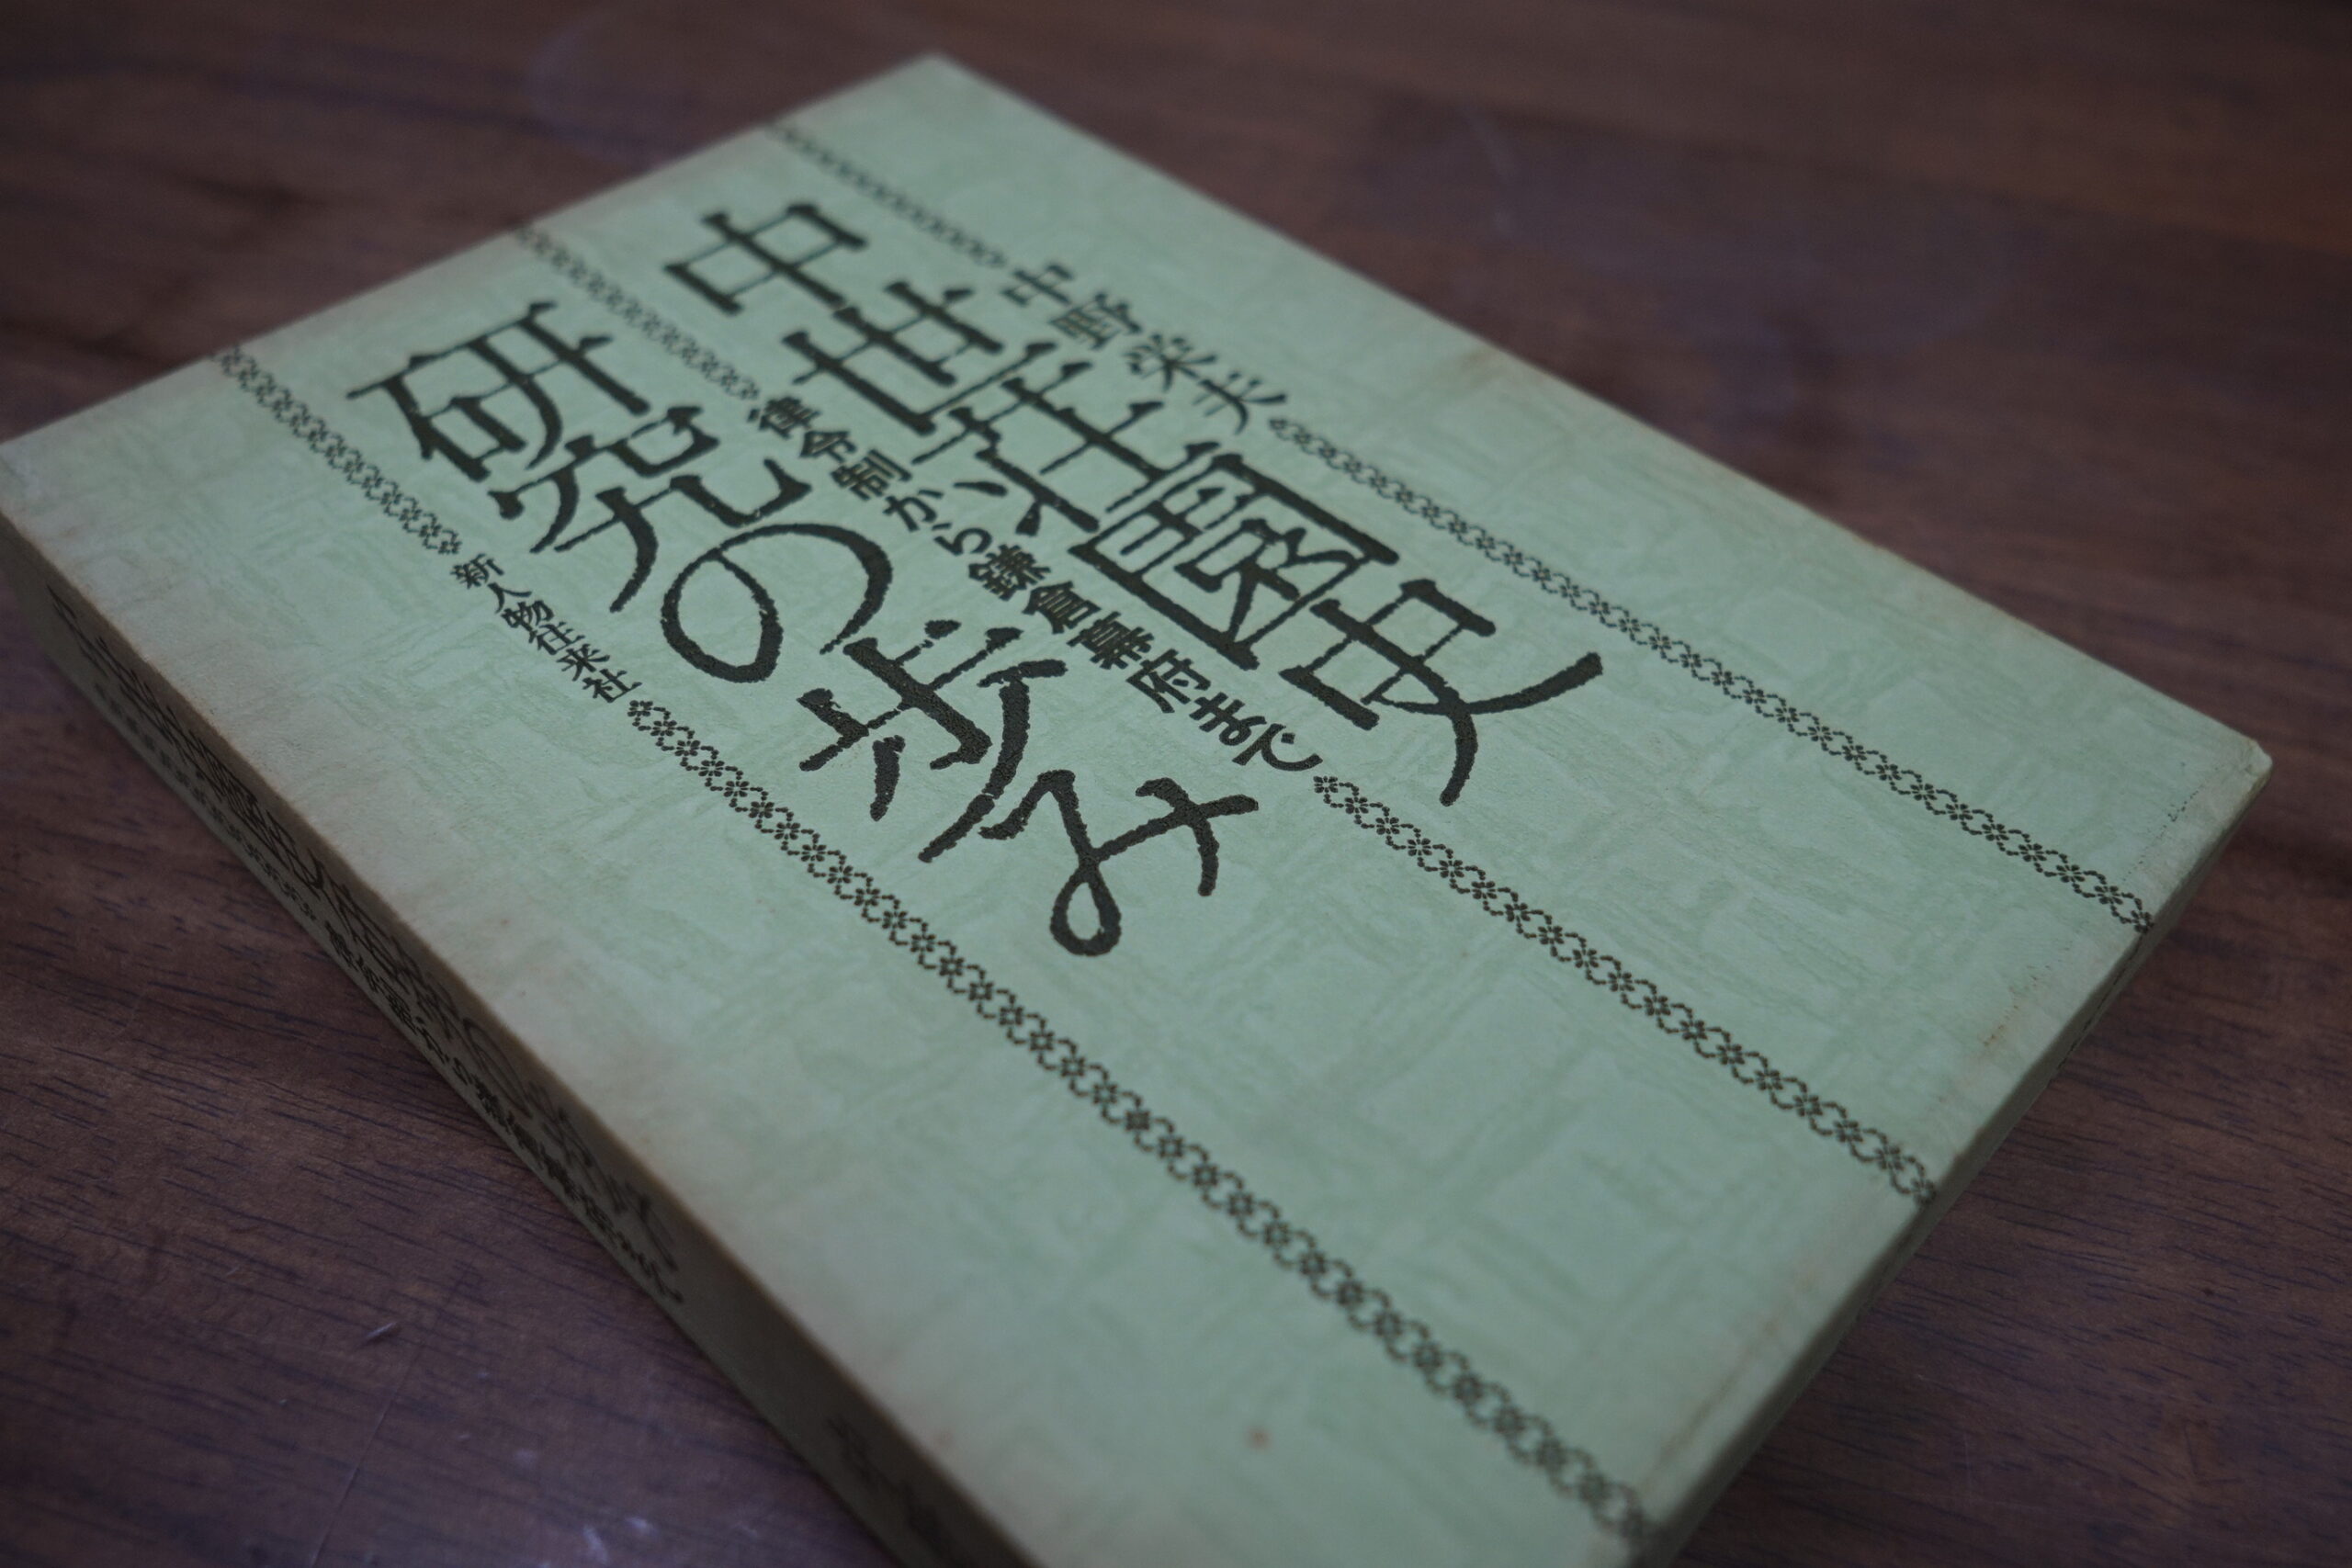 中野栄夫
中世荘園史
律令制から鎌倉幕府まで
研究の歩み
新人物往来社